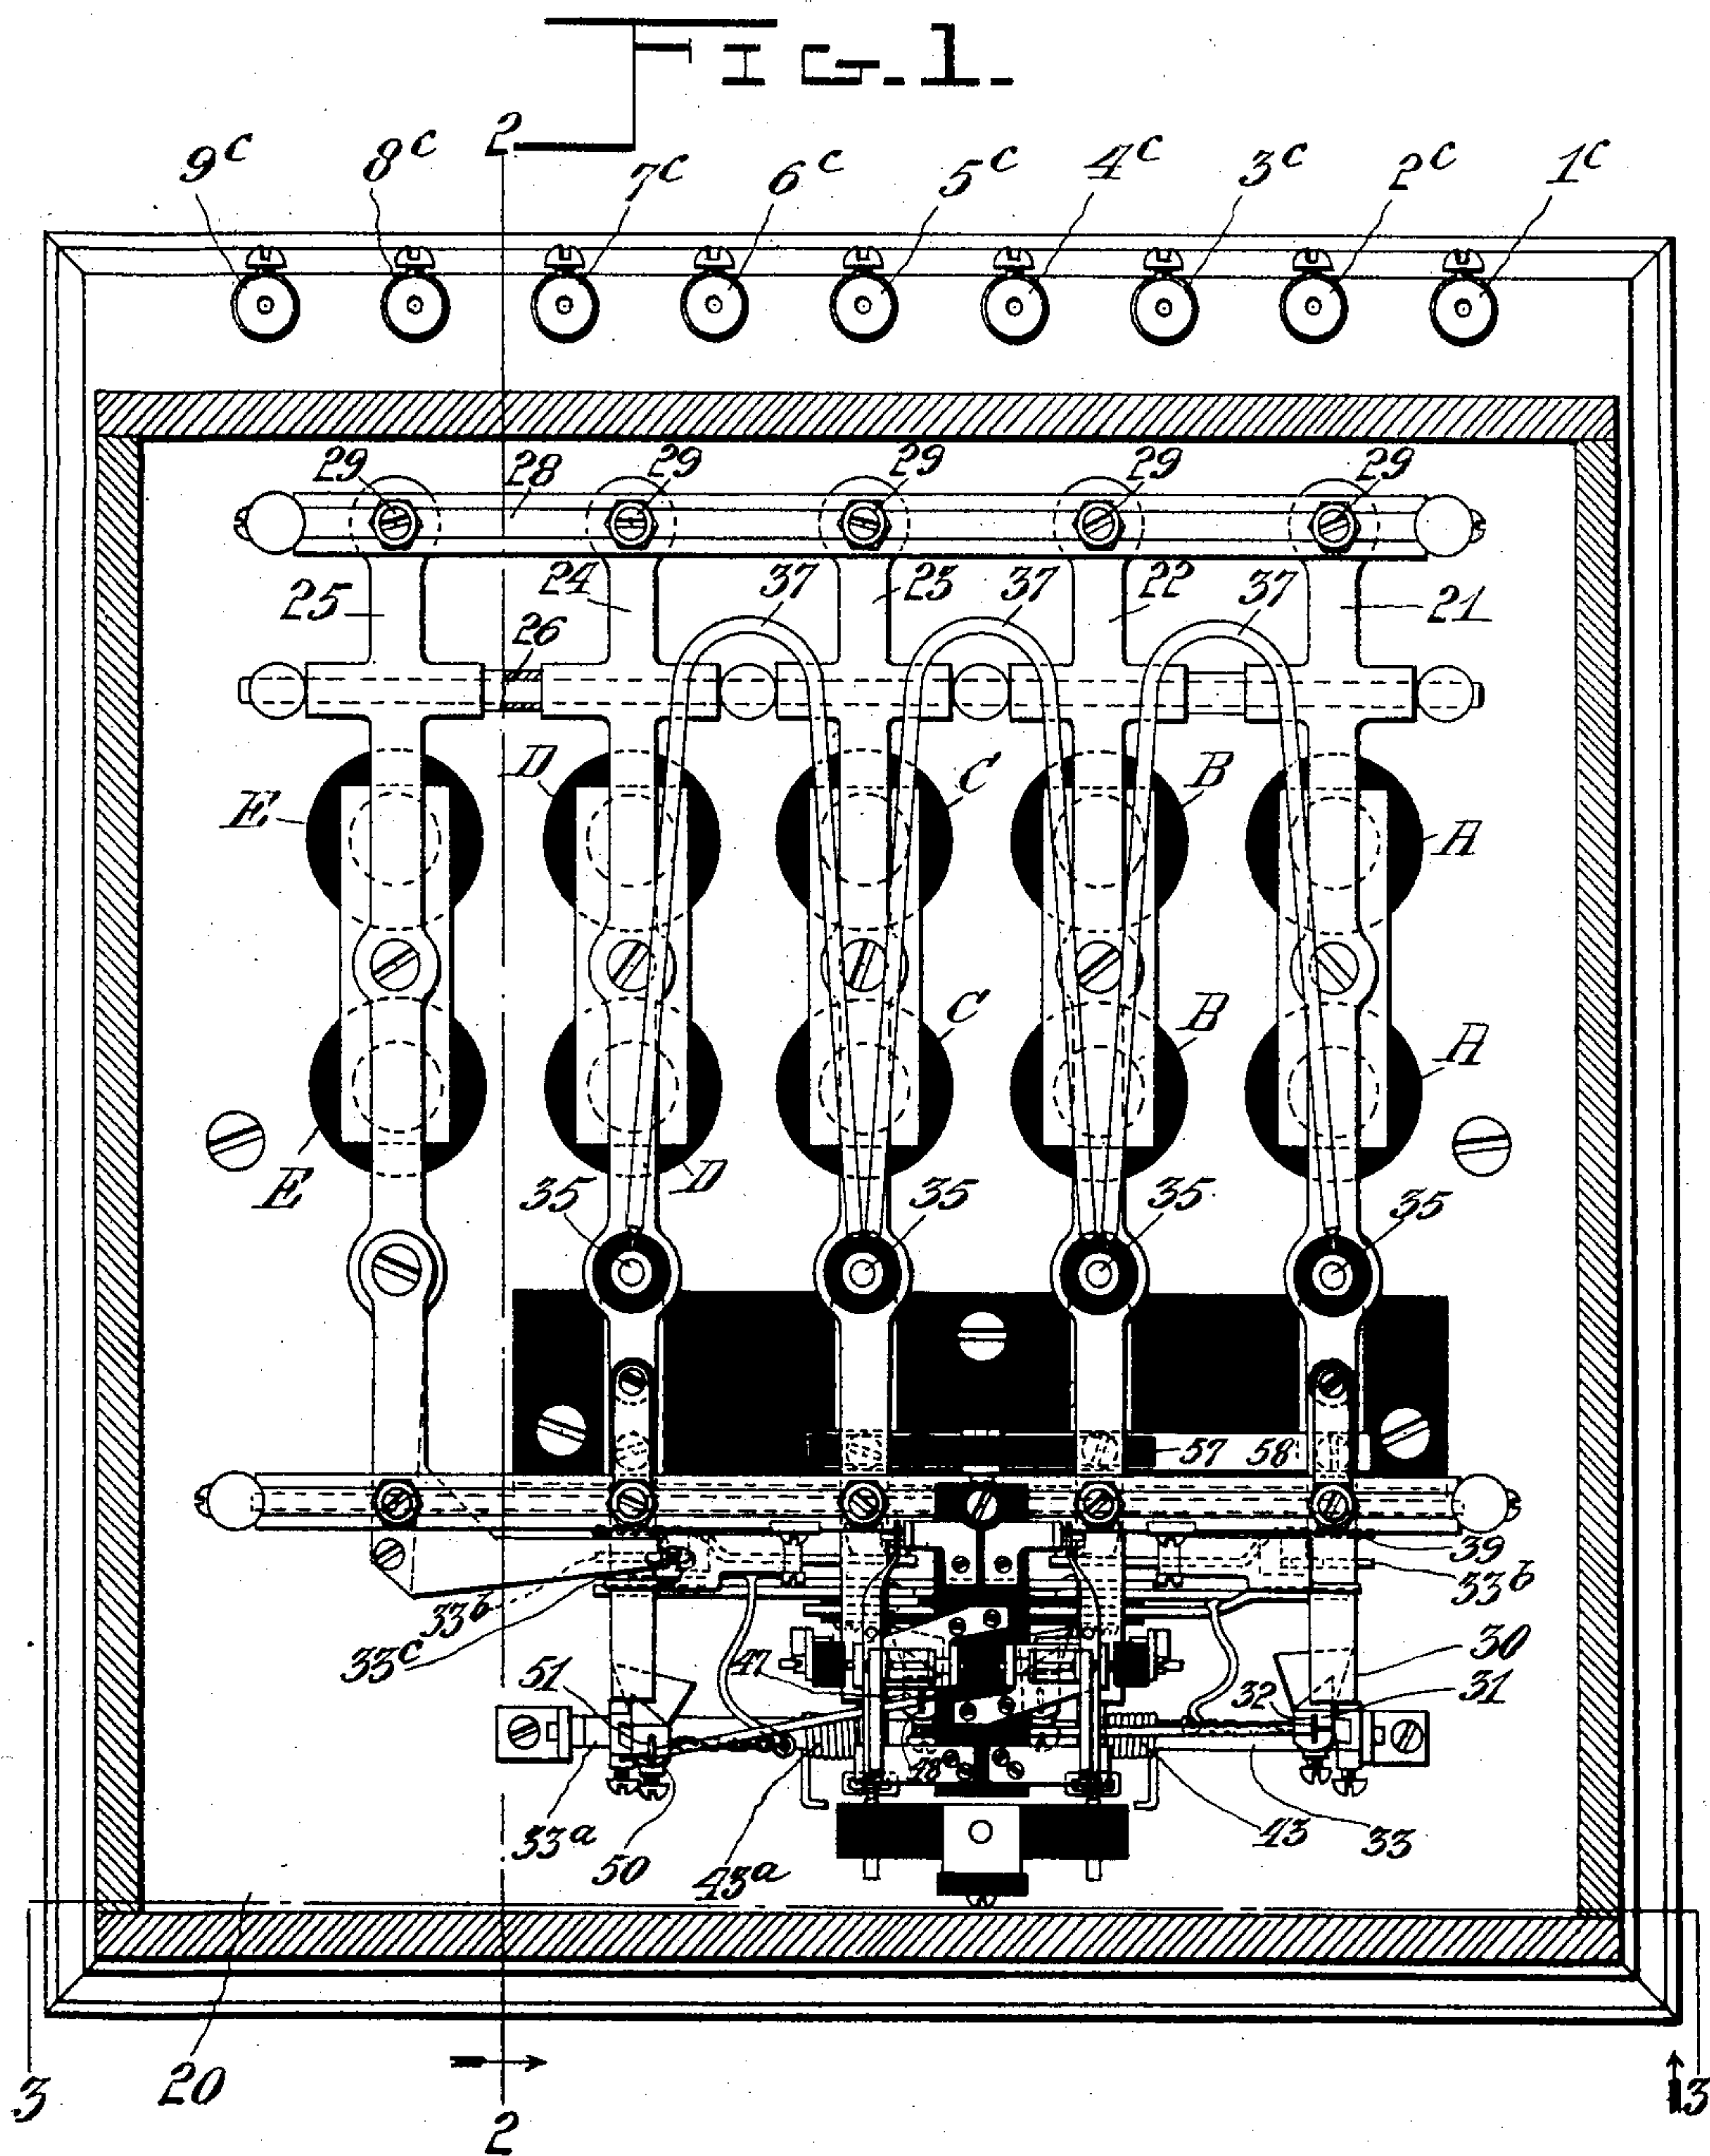 Fig. 1.
2
9c 8c 7c 6c 5c 4c 3c 2c 1c
29 28 29 29 29 29
25 24 37 23 37 22 37 21
26
E D C B A
C B A
E D 35 35 35 35
57 58
39
33b 33b
33c
51 47 32 30
31
48
33a 50 43a 43 33
20
3 3
2